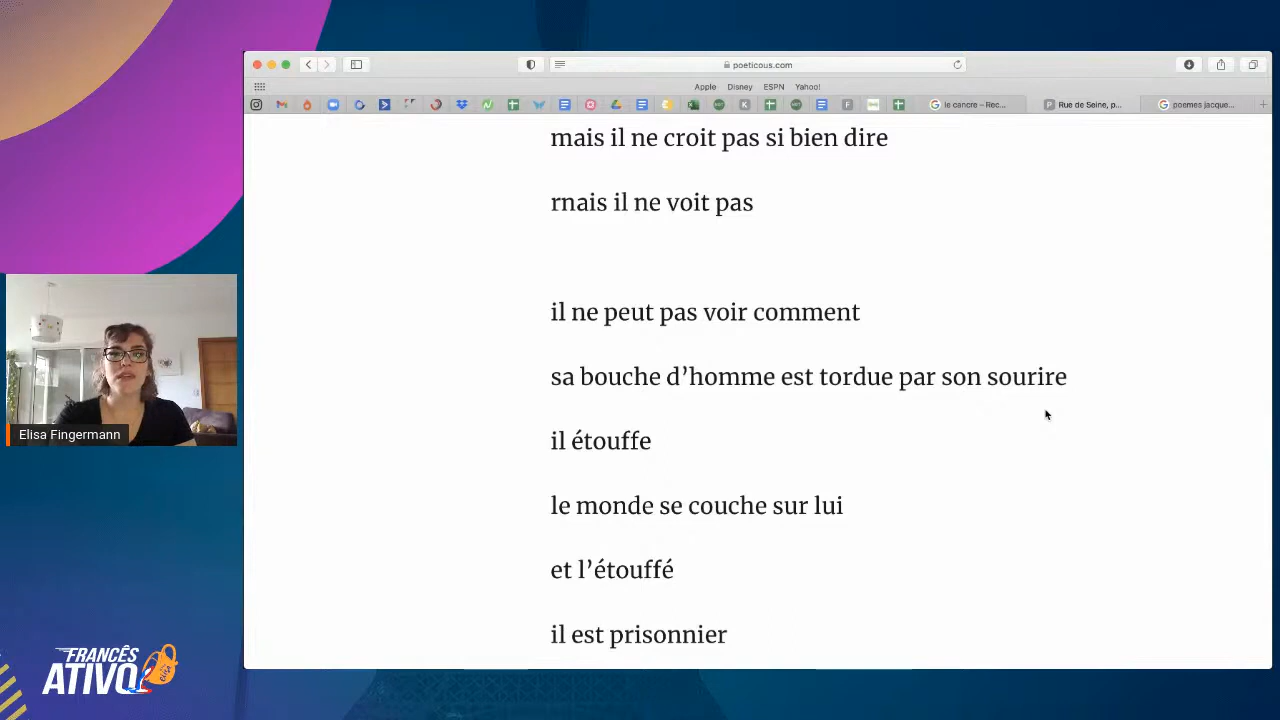 poeticous.com
Apple Disney ESPN Yahoo!
le cancre – Rec... Rue de Seine, p... poemes jacque...
mais il ne croit pas si bien dire
rnais il ne voit pas
il ne peut pas voir comment
sa bouche d’homme est tordue par son sourire
il étouffe
le monde se couche sur lui
et l’étouffé
il est prisonnier
Elisa Fingermann
FRANCÊS
ATIVO